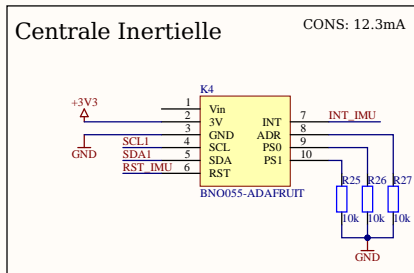 Centrale Inertielle
CONS: 12.3mA
K4
+3V3
1 Vin
2 3V
3 GND
SCL1 4 SCL
SDA1 5 SDA
RST_IMU 6 RST
INT 7 INT_IMU
ADR 8
PS0 9
PS1 10
GND
BNO055-ADAFRUIT
R25 R26 R27
10k 10k 10k
GND